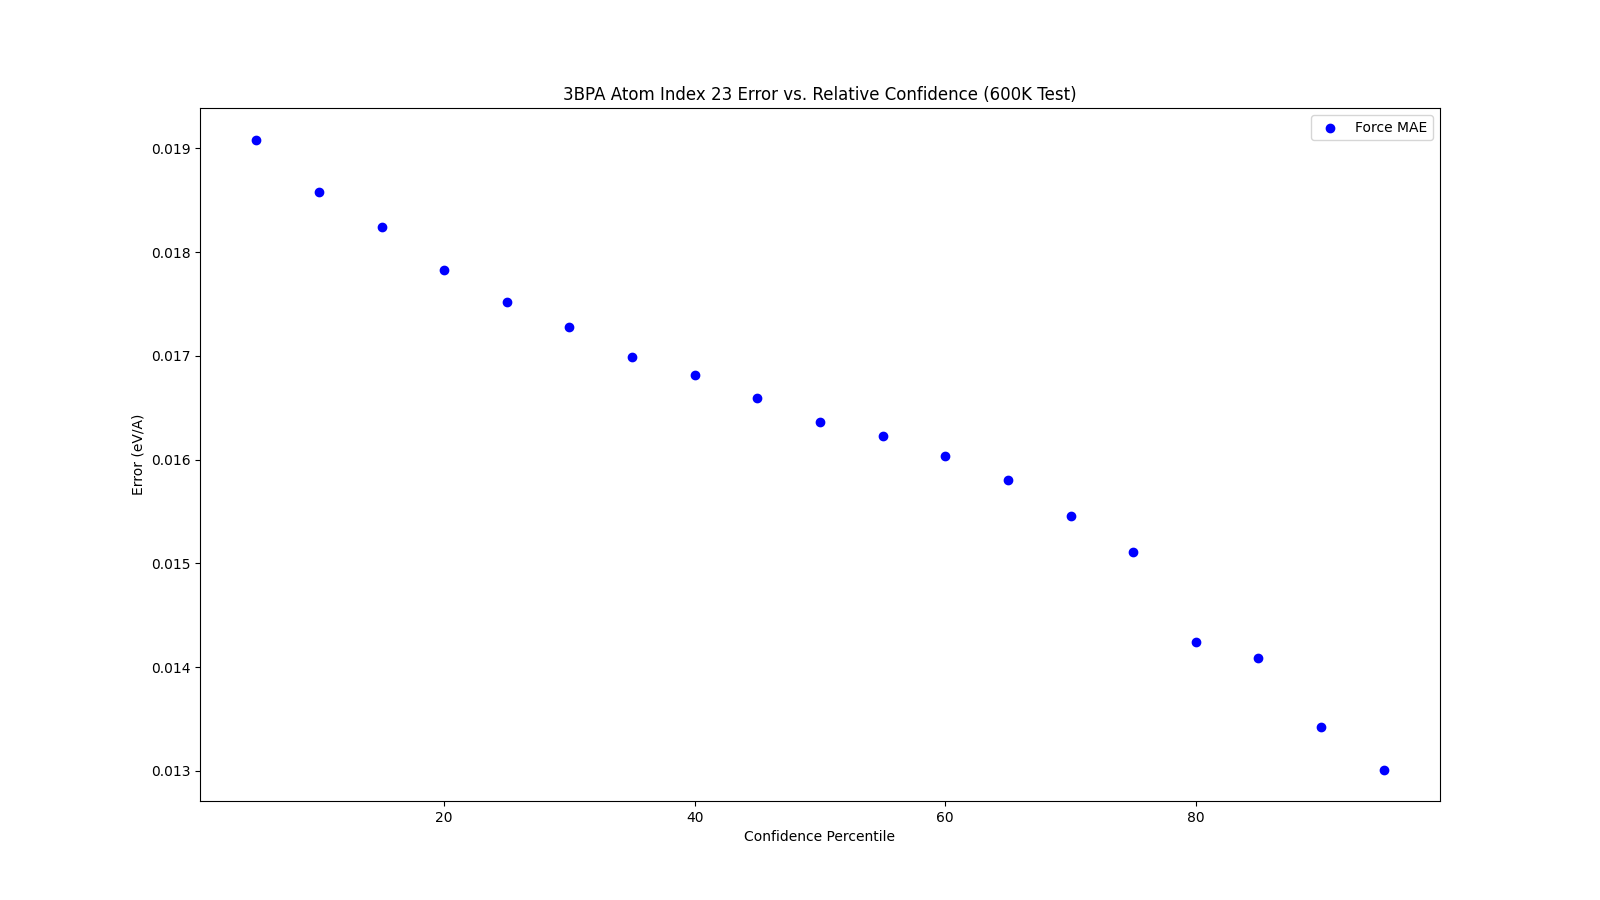 3BPA Atom Index 23 Error vs. Relative Confidence (600K Test)
Force MAE
0.019
0.018
0.017
0.016
0.015
0.014
0.013
Error (eV/A)
20
40
60
80
Confidence Percentile